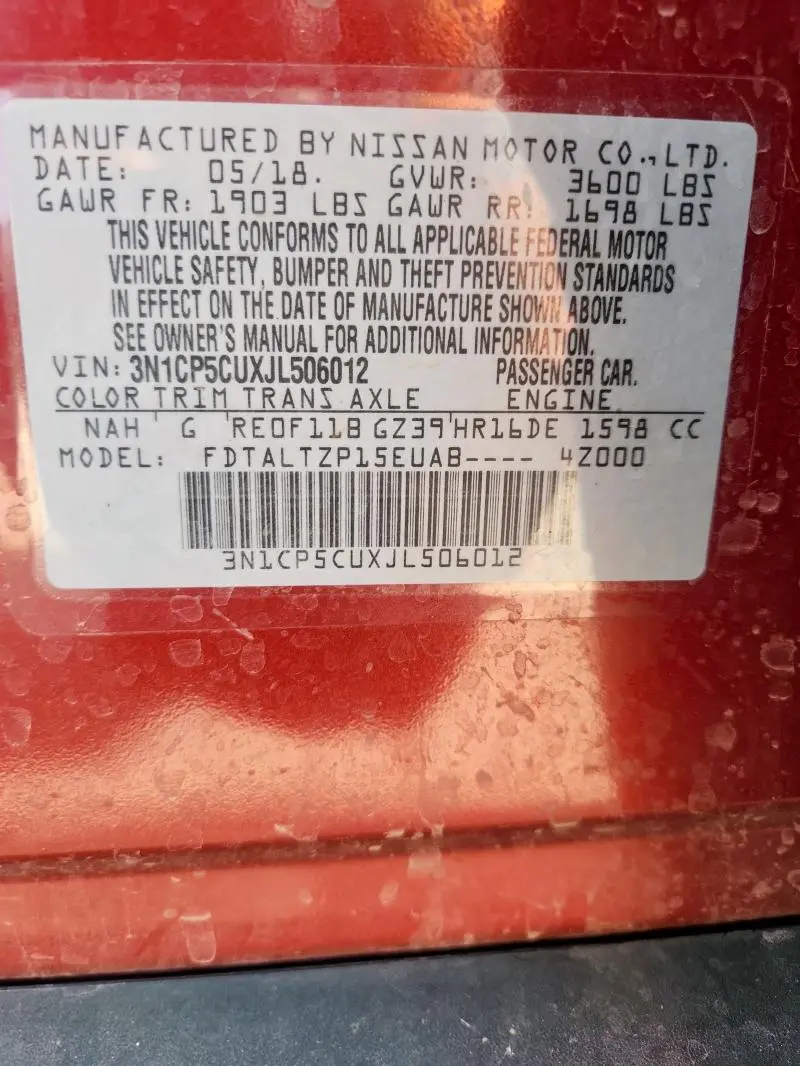 MANUFACTURED BY NISSAN MOTOR CO., LTD.
DATE: 05/18. GVWR: 3600 LBS
GAWR FR: 1903 LBS GAWR RR: 1698 LBS
THIS VEHICLE CONFORMS TO ALL APPLICABLE FEDERAL MOTOR
VEHICLE SAFETY, BUMPER AND THEFT PREVENTION STANDARDS
IN EFFECT ON THE DATE OF MANUFACTURE SHOWN ABOVE.
SEE OWNER'S MANUAL FOR ADDITIONAL INFORMATION.
VIN: 3N1CP5CUXJL506012 PASSENGER CAR.
COLOR TRIM TRANS AXLE ENGINE
NAH G RE0F11B GZ39 HR16DE 1598 CC
MODEL: FDTALTZP15EUAB---- 4Z000
3N1CP5CUXJL506012